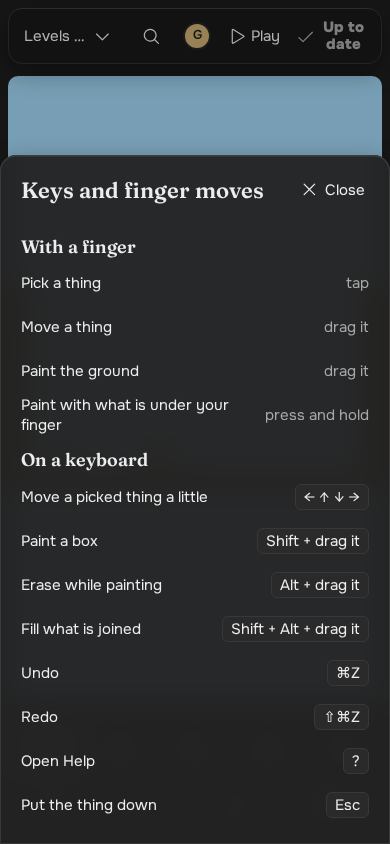 Levels ...
G
Play
Up to
date
Keys and finger moves
Close
With a finger
Pick a thing
tap
Move a thing
drag it
Paint the ground
drag it
Paint with what is under your
finger
press and hold
On a keyboard
Move a picked thing a little
← ↑ ↓ →
Paint a box
Shift + drag it
Erase while painting
Alt + drag it
Fill what is joined
Shift + Alt + drag it
Undo
⌘Z
Redo
⇧⌘Z
Open Help
?
Put the thing down
Esc